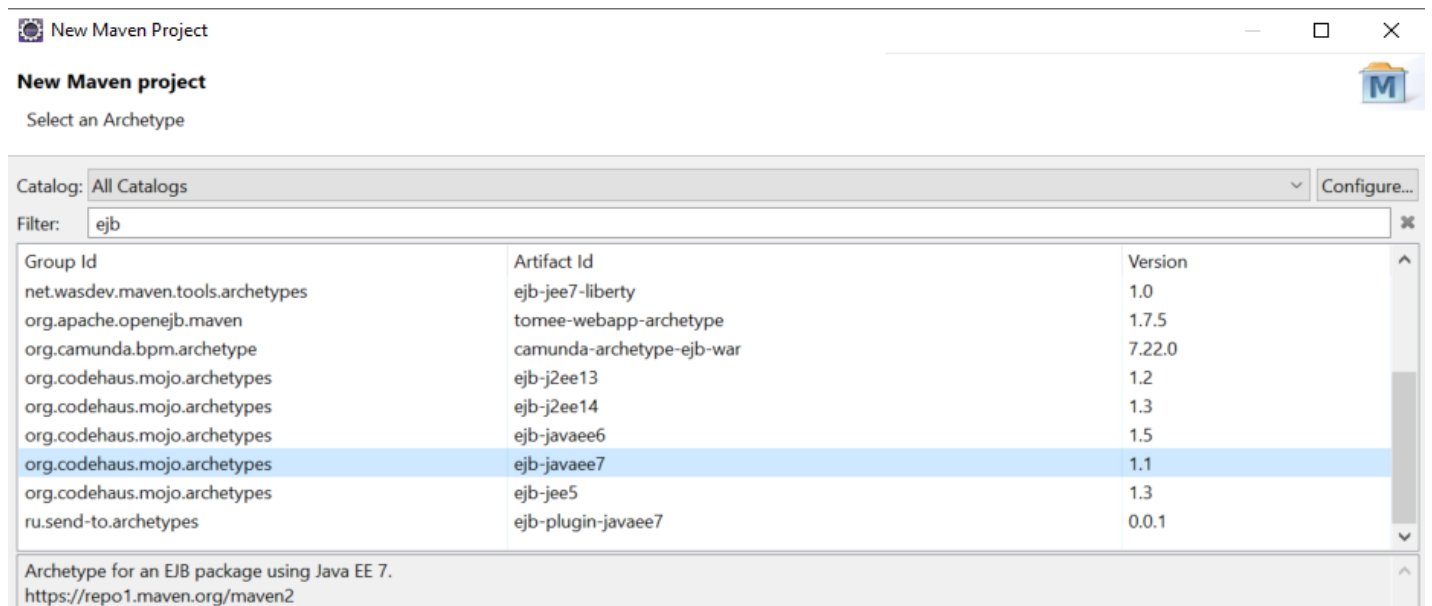 New Maven Project
New Maven project
M
Select an Archetype
Catalog: All Catalogs Configure...
Filter: ejb
Group Id Artifact Id Version
net.wasdev.maven.tools.archetypes ejb-jee7-liberty 1.0
org.apache.openejb.maven tomee-webapp-archetype 1.7.5
org.camunda.bpm.archetype camunda-archetype-ejb-war 7.22.0
org.codehaus.mojo.archetypes ejb-j2ee13 1.2
org.codehaus.mojo.archetypes ejb-j2ee14 1.3
org.codehaus.mojo.archetypes ejb-javaee6 1.5
org.codehaus.mojo.archetypes ejb-javaee7 1.1
org.codehaus.mojo.archetypes ejb-jee5 1.3
ru.send-to.archetypes ejb-plugin-javaee7 0.0.1
Archetype for an EJB package using Java EE 7.
https://repo1.maven.org/maven2